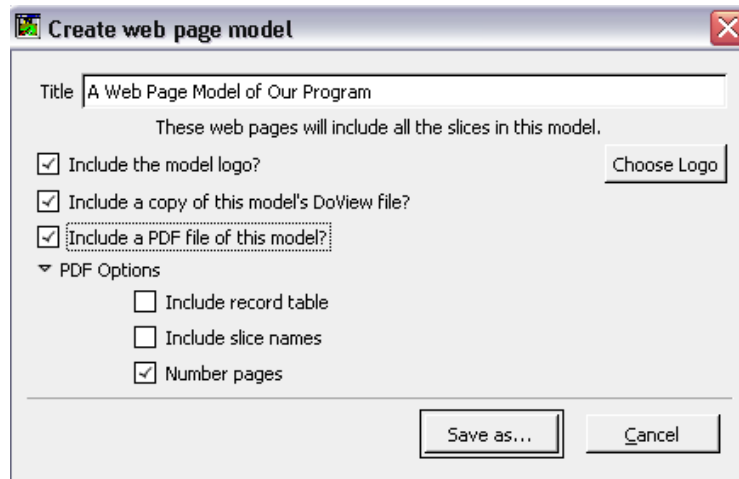 Create web page model
Title A Web Page Model of Our Program
These web pages will include all the slices in this model.
Include the model logo? Choose Logo
Include a copy of this model's DoView file?
Include a PDF file of this model?
PDF Options
Include record table
Include slice names
Number pages
Save as... Cancel